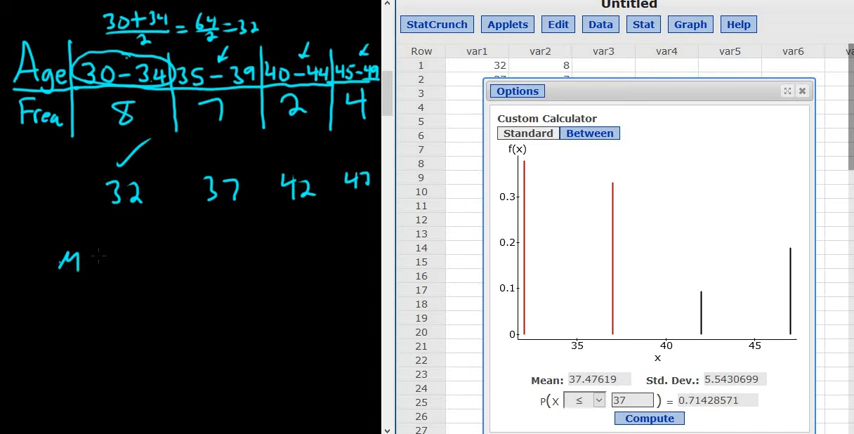 30+34/2 = 64/2 = 32
Age 30-34 35-39 40-44 45-49
Freq 8 7 2 4
32 37 42 47
M
Untitled
StatCrunch Applets Edit Data Stat Graph Help
Row var1 var2 var3 var4 var5 var6
1 32 8
2
3
4
5
6
7
8
9
10
11
12
13
14
15
16
17
18
19
20
21
22
23
24
25
26
27
Options
Custom Calculator
Standard Between
f(x)
0.3
0.2
0.1
0
35 40 45
x
Mean: 37.47619 Std. Dev.: 5.5430699
P(X ≤ 37 ) = 0.71428571
Compute